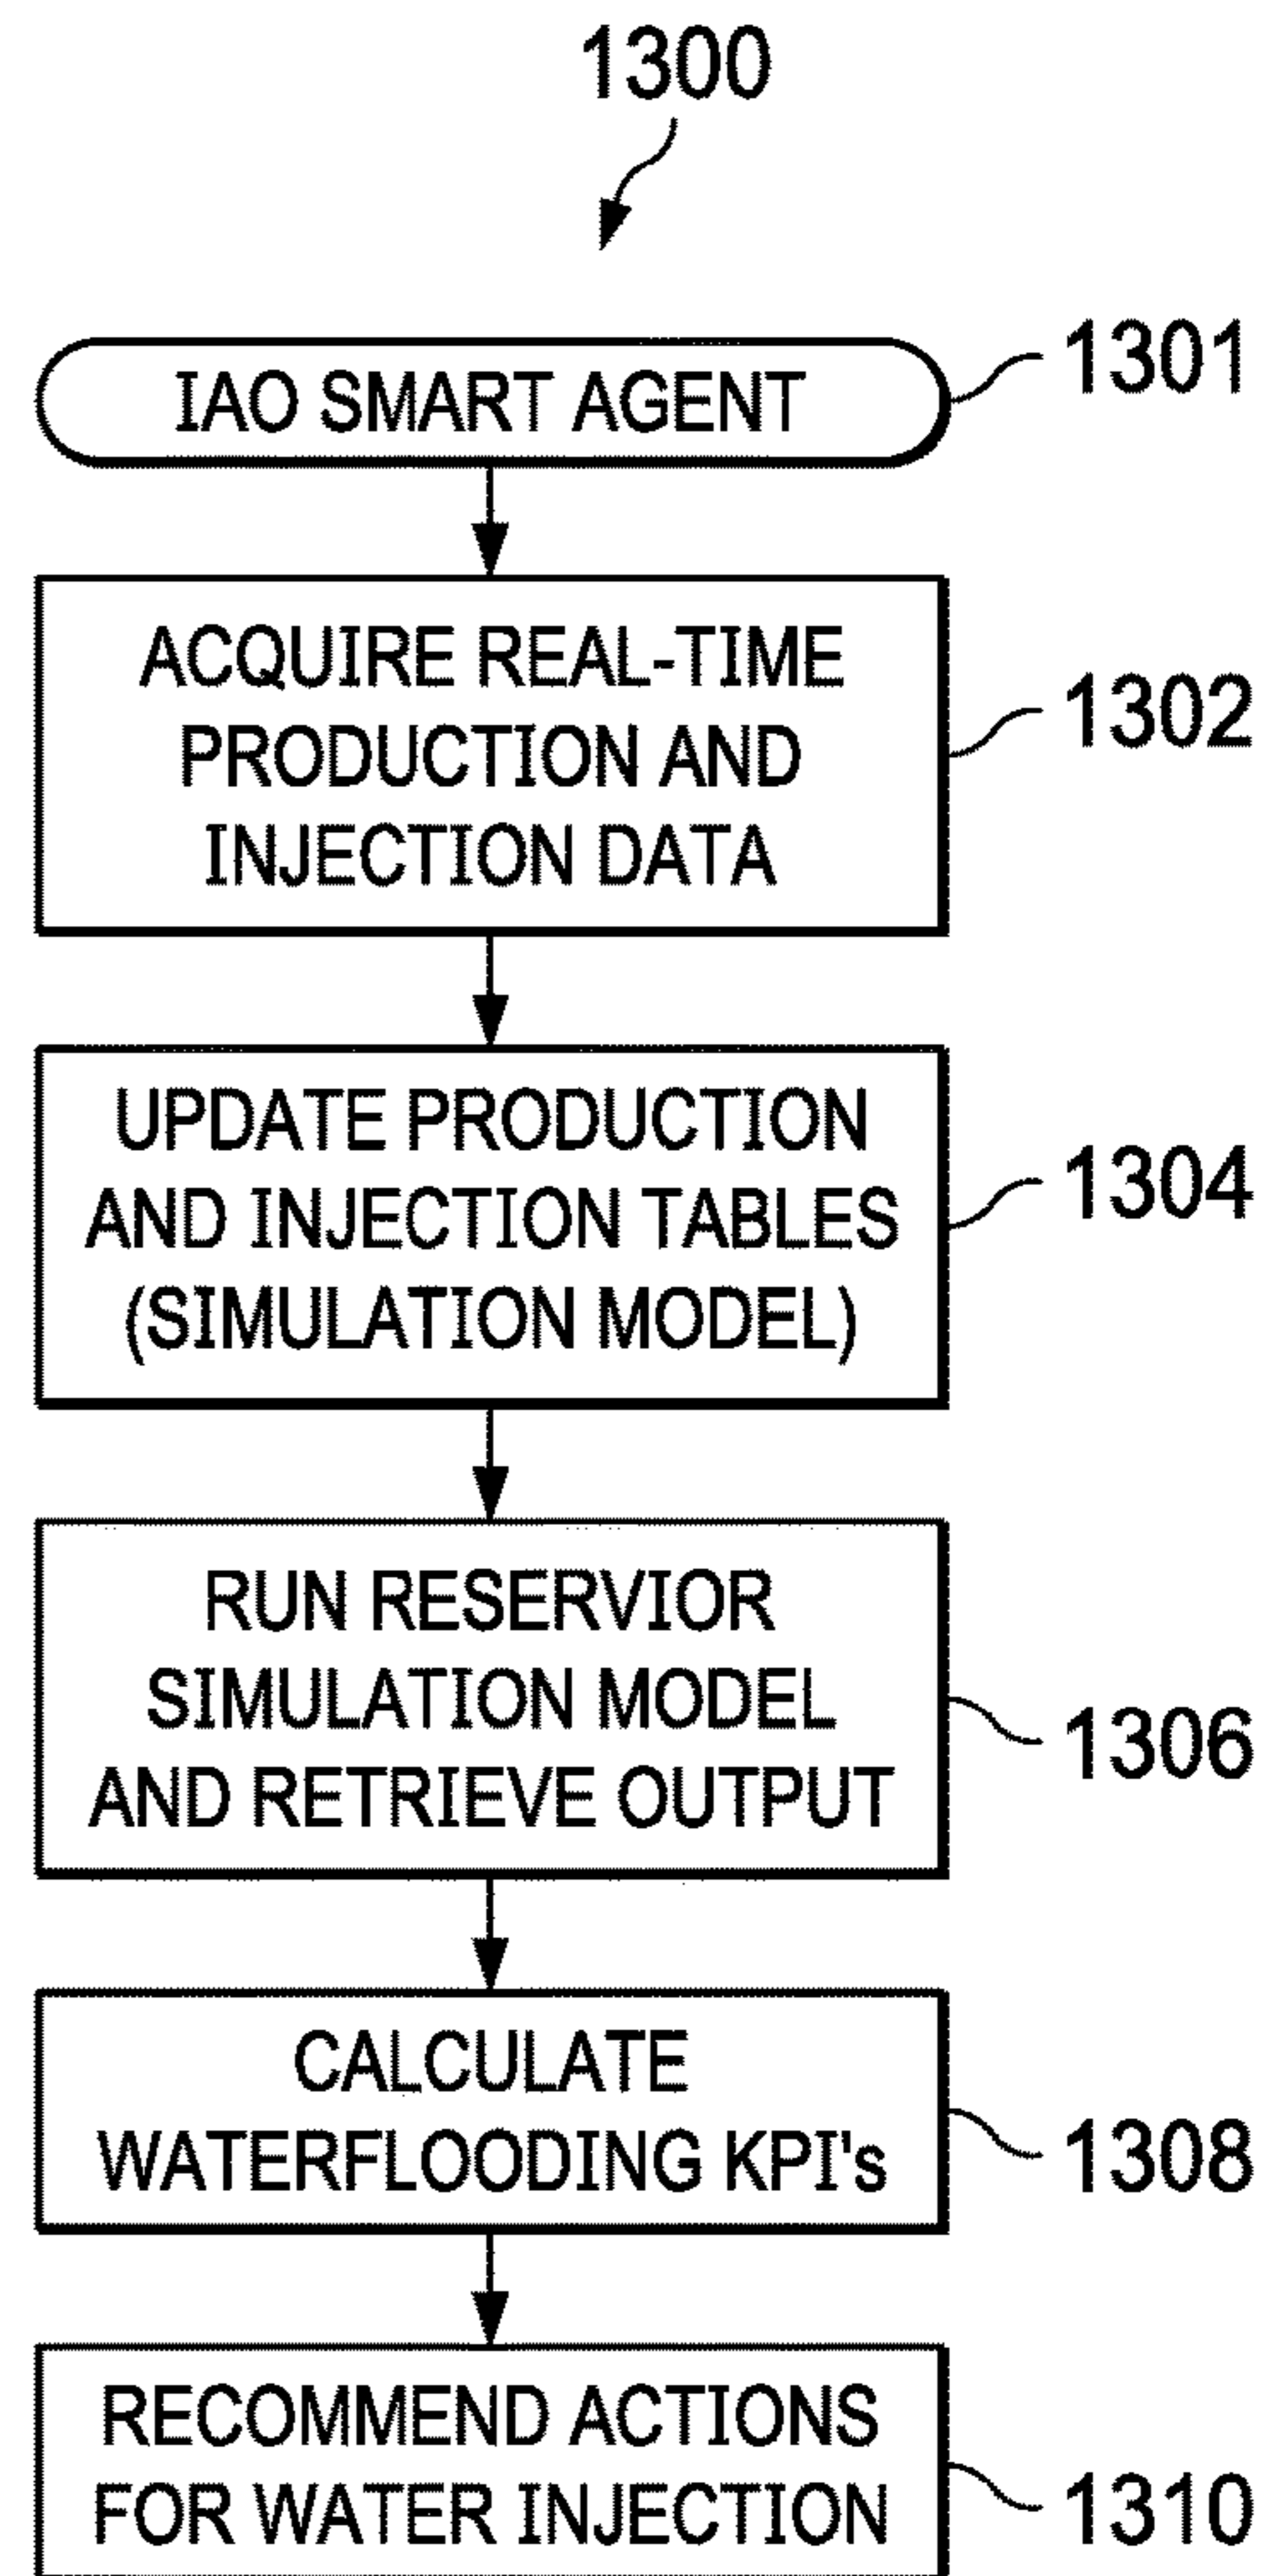 1300
IAO SMART AGENT
1301
ACQUIRE REAL-TIME
PRODUCTION AND
INJECTION DATA
1302
UPDATE PRODUCTION
AND INJECTION TABLES
(SIMULATION MODEL)
1304
RUN RESERVIOR
SIMULATION MODEL
AND RETRIEVE OUTPUT
1306
CALCULATE
WATERFLOODING KPI's
1308
RECOMMEND ACTIONS
FOR WATER INJECTION
1310